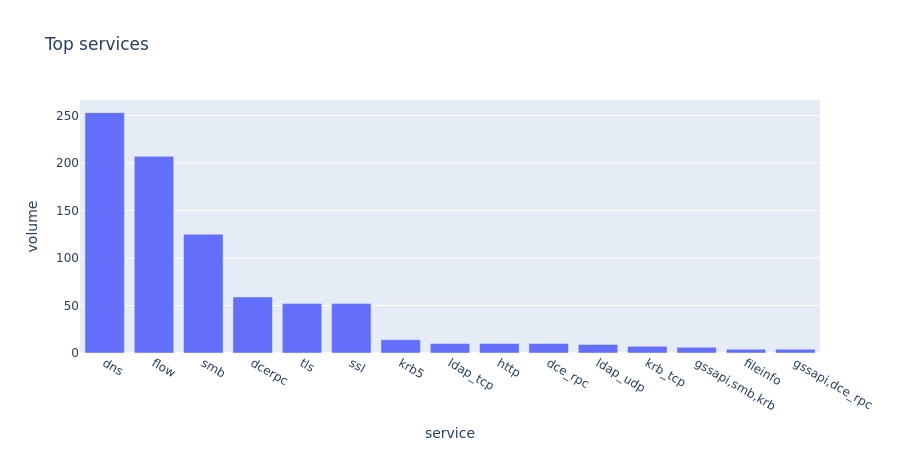 Top services
250
200
150
100
50
0
volume
dns
flow
smb
dcerpc
tls
ssl
krb5
ldap_tcp
http
dce_rpc
ldap_udp
krb_tcp
gssapi,smb,krb
fileinfo
gssapi,dce_rpc
service